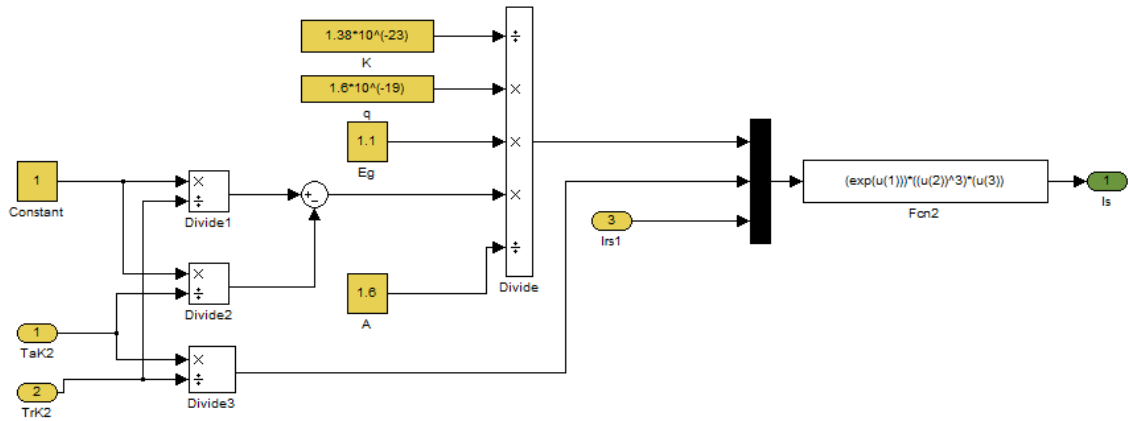 1.38*10^(-23)
K
÷
1.6*10^(-19)
q
×
1.1
Eg
×
1
Constant
×
÷
Divide1
+
−
×
3
Irs1
(exp(u(1)))*((u(2))^3)*(u(3))
Fcn2
1
Is
×
÷
Divide2
1.6
A
÷
Divide
1
TaK2
×
÷
Divide3
2
TrK2